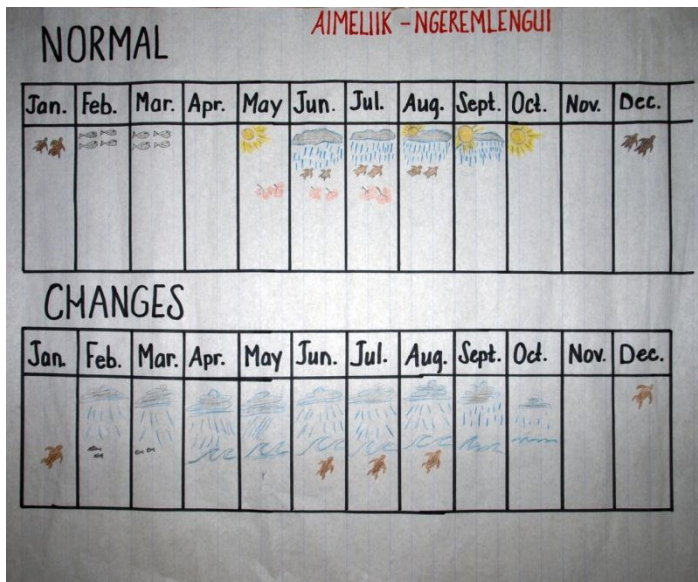 AIMELIIK - NGEREMLENGUI
NORMAL
Jan. Feb. Mar. Apr. May Jun. Jul. Aug. Sept. Oct. Nov. Dec.
CHANGES
Jan. Feb. Mar. Apr. May Jun. Jul. Aug. Sept. Oct. Nov. Dec.